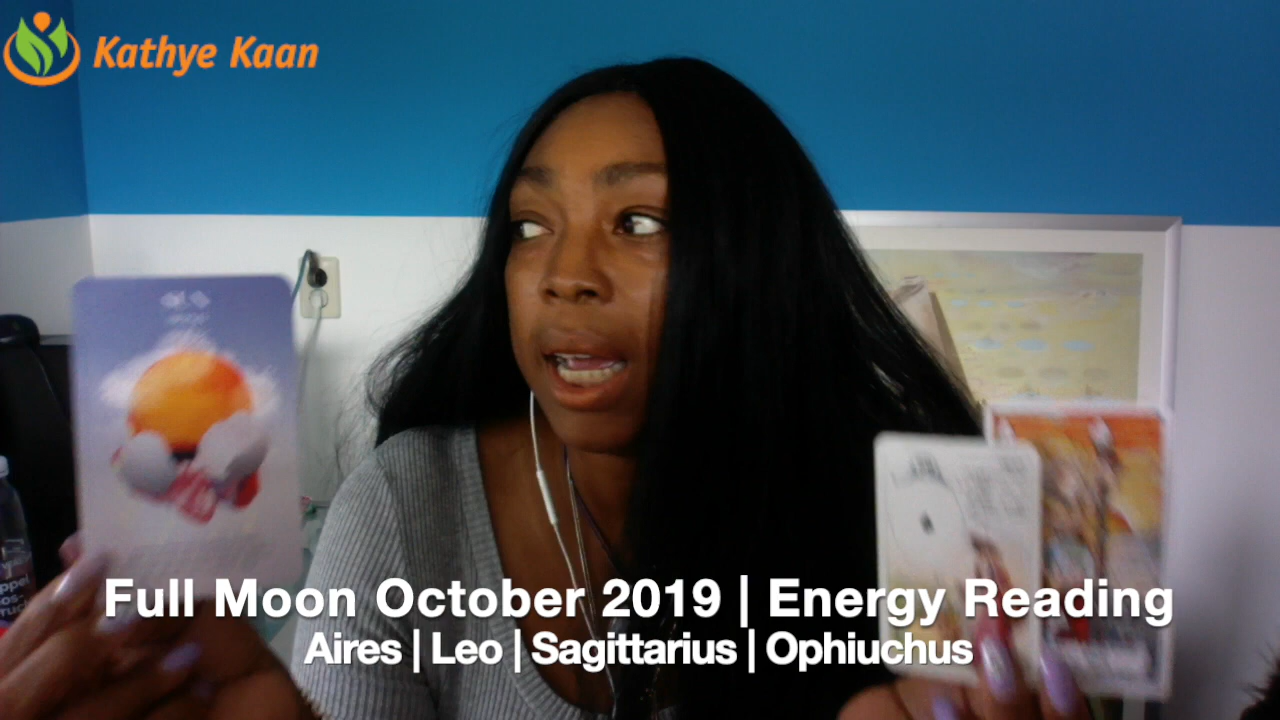 Kathye Kaan
Full Moon October 2019 | Energy Reading
Aires | Leo | Sagittarius | Ophiuchus